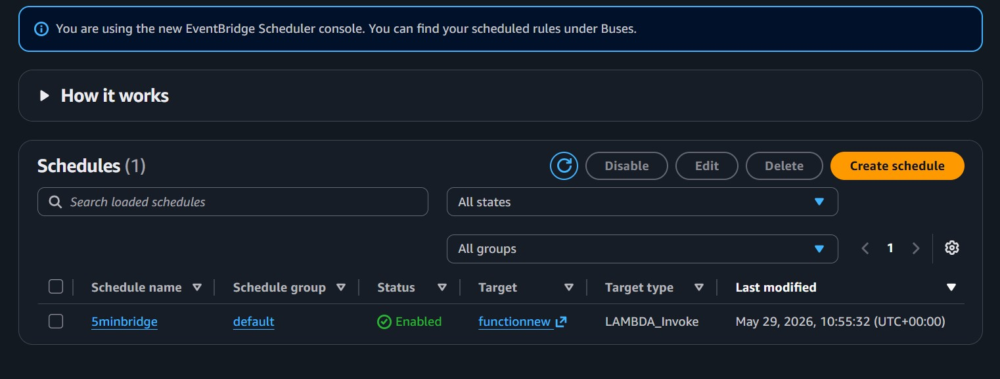 You are using the new EventBridge Scheduler console. You can find your scheduled rules under Buses.
How it works
Schedules (1)
Disable
Edit
Delete
Create schedule
Search loaded schedules
All states
All groups
1
Schedule name
Schedule group
Status
Target
Target type
Last modified
5minbridge
default
Enabled
functionnew
LAMBDA_Invoke
May 29, 2026, 10:55:32 (UTC+00:00)